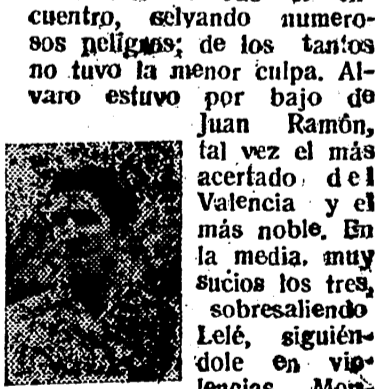 cuentro, selvando numero-
sos peligros; de los tantos
no tuvo la menor culpa. Al-
varo estuvo por bajo de
Juan Ramón,
tal vez el más
acertado del
Valencia y el
más noble. En
la media, muy
sucios los tres,
sobresaliendo
Lelé, siguién-
dole en vio-
lencias